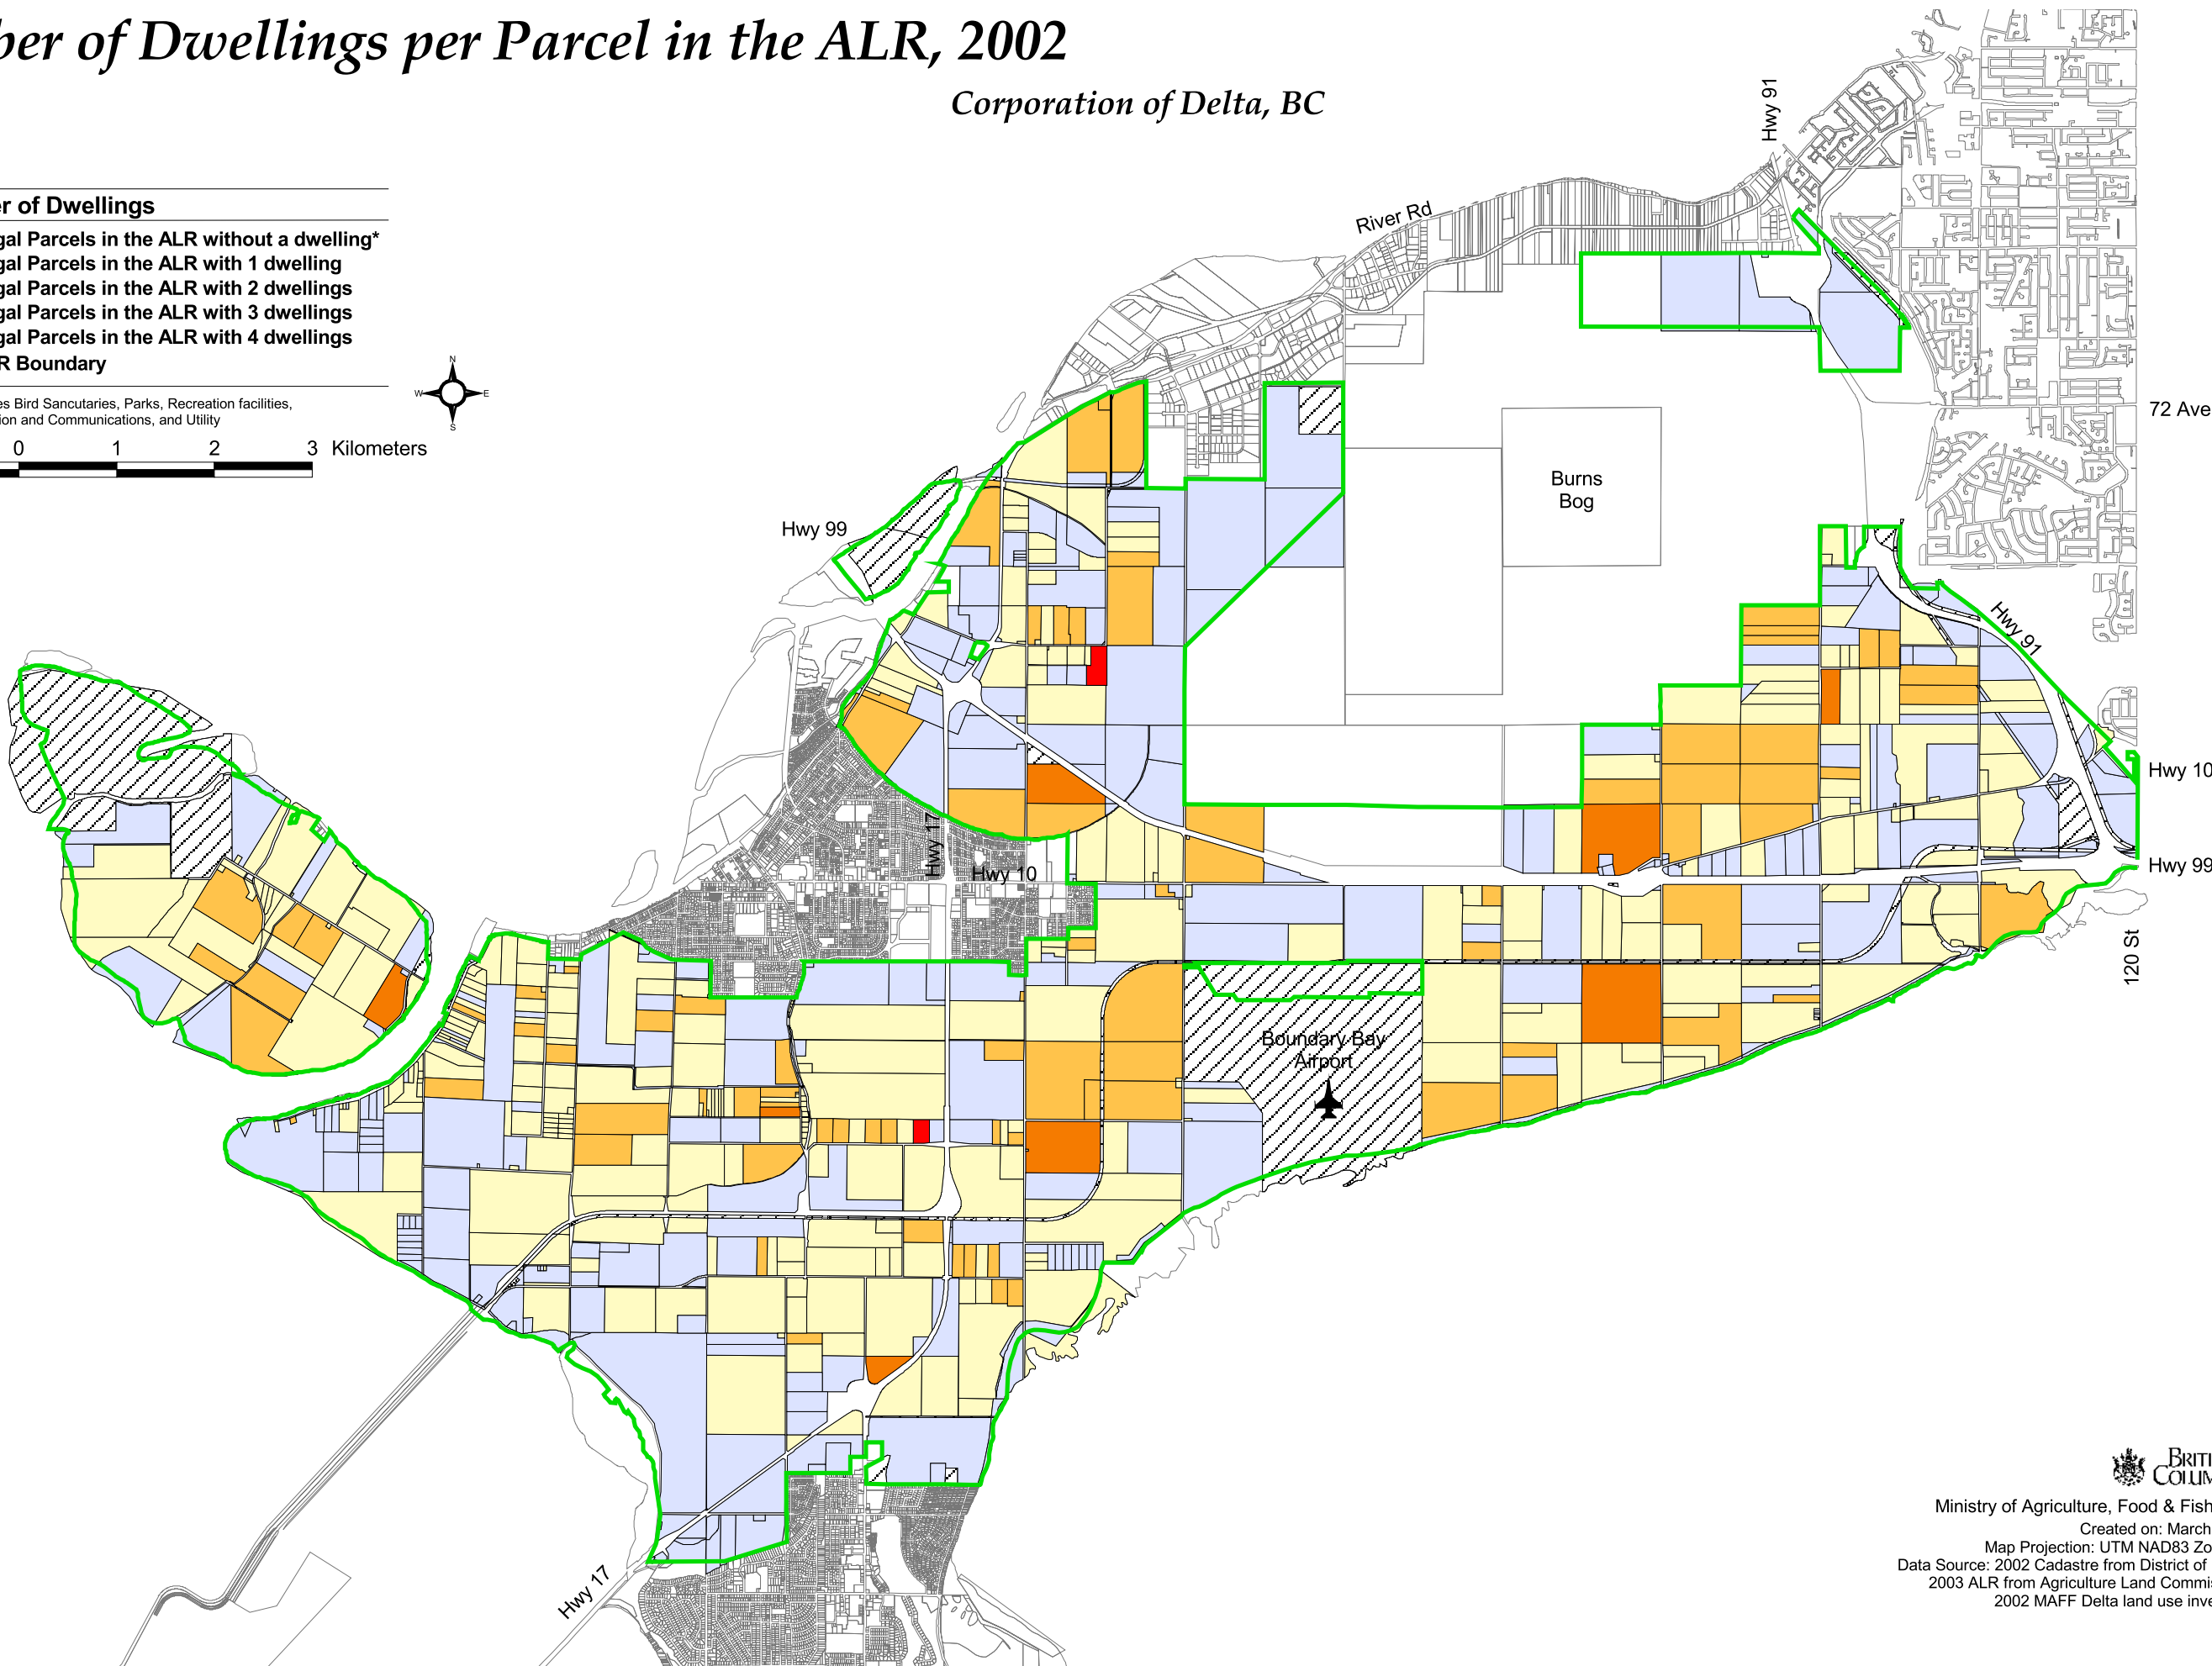 ber of Dwellings per Parcel in the ALR, 2002
Corporation of Delta, BC
er of Dwellings
gal Parcels in the ALR without a dwelling*
gal Parcels in the ALR with 1 dwelling
gal Parcels in the ALR with 2 dwellings
gal Parcels in the ALR with 3 dwellings
gal Parcels in the ALR with 4 dwellings
R Boundary
es Bird Sancutaries, Parks, Recreation facilities,
ion and Communications, and Utility
0 1 2 3 Kilometers
N
W E
S
Hwy 91
River Rd
72 Ave
Burns
Bog
Hwy 99
Hwy 91
Hwy 10
Hwy 17
Hwy 10
Hwy 99
120 St
Boundary Bay
Airport
Hwy 17
BRITI
COLUM
Ministry of Agriculture, Food & Fish
Created on: March
Map Projection: UTM NAD83 Zo
Data Source: 2002 Cadastre from District of
2003 ALR from Agriculture Land Commis
2002 MAFF Delta land use inve